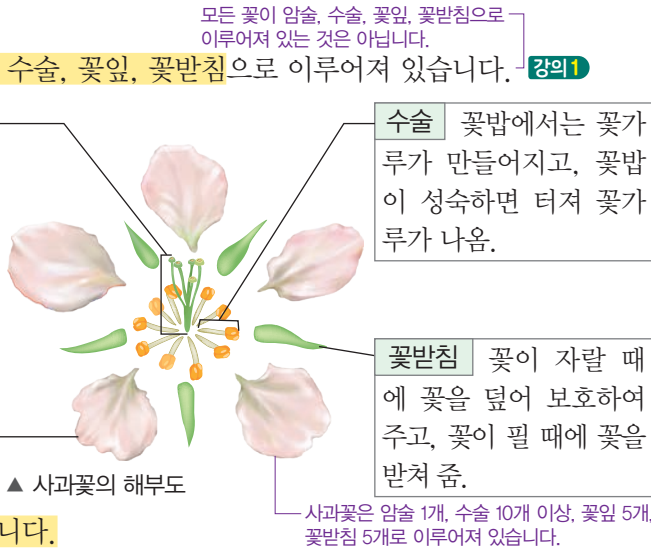 모든 꽃이 암술, 수술, 꽃잎, 꽃받침으로
이루어져 있는 것은 아닙니다.
수술, 꽃잎, 꽃받침으로 이루어져 있습니다. 강의1
수술 꽃밥에서는 꽃가
루가 만들어지고, 꽃밥
이 성숙하면 터져 꽃가
루가 나옴.
꽃받침 꽃이 자랄 때
에 꽃을 덮어 보호하여
주고, 꽃이 필 때에 꽃을
받쳐 줌.
▲ 사과꽃의 해부도
사과꽃은 암술 1개, 수술 10개 이상, 꽃잎 5개,
꽃받침 5개로 이루어져 있습니다.
니다.